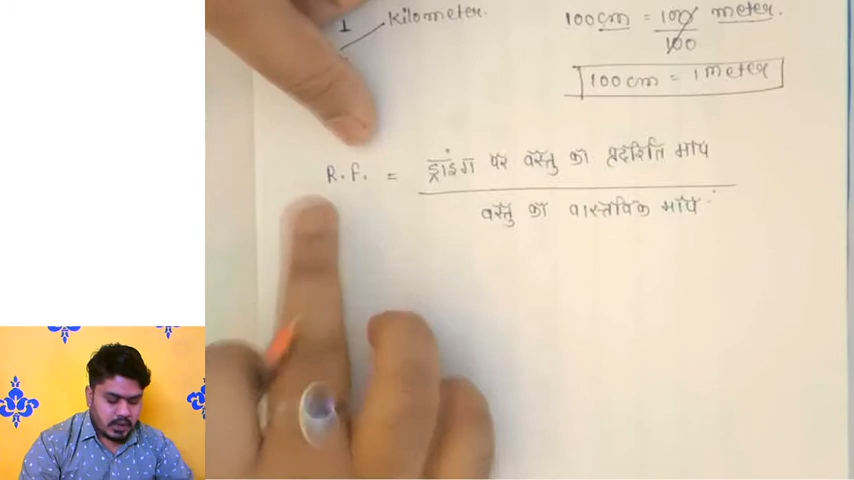 1 Kilometer.
100cm = 100/100 meter.
100cm = 1 meter
R.F. = ड्राइंग पर वस्तु का प्रदर्शित माप
वस्तु का वास्तविक माप